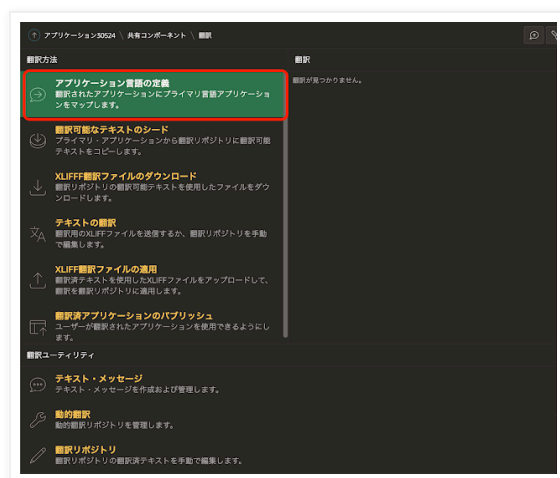 アプリケーション30524 \ 共有コンポーネント \ 翻訳
翻訳方法
翻訳
アプリケーション言語の定義
翻訳されたアプリケーションにプライマリ言語アプリケーショ
ンをマップします。
翻訳が見つかりません。
翻訳可能なテキストのシード
プライマリ・アプリケーションから翻訳リポジトリに翻訳可能
テキストをコピーします。
XLIFFF翻訳ファイルのダウンロード
翻訳リポジトリの翻訳可能テキストを使用したファイルをダウ
ンロードします。
テキストの翻訳
翻訳用のXLIFFファイルを送信するか、翻訳リポジトリを手動
で編集します。
XLIFF翻訳ファイルの適用
翻訳済テキストを使用したXLIFFファイルをアップロードして、
翻訳を翻訳リポジトリに適用します。
翻訳済アプリケーションのパブリッシュ
ユーザーが翻訳されたアプリケーションを使用できるようにし
ます。
翻訳ユーティリティ
テキスト・メッセージ
テキスト・メッセージを作成および管理します。
動的翻訳
動的翻訳リポジトリを管理します。
翻訳リポジトリ
翻訳リポジトリの翻訳済テキストを手動で編集します。